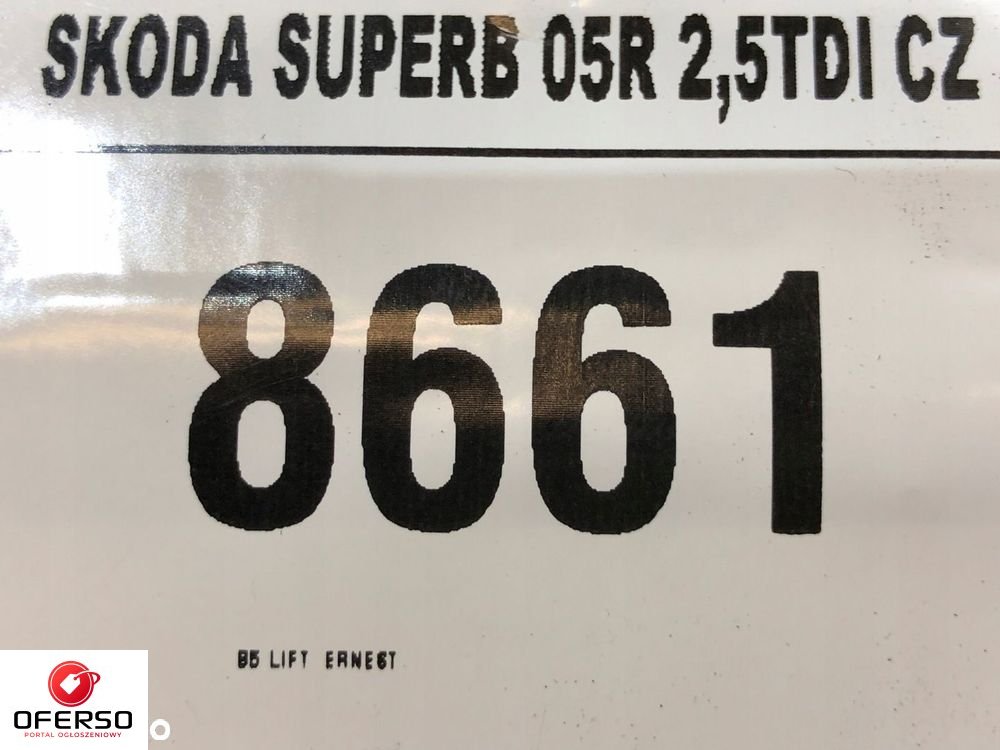 SKODA SUPERB 05R 2,5TDI CZ
8661
B5 LIFT ERNEST
OFERSO
PORTAL OGŁOSZENIOWY